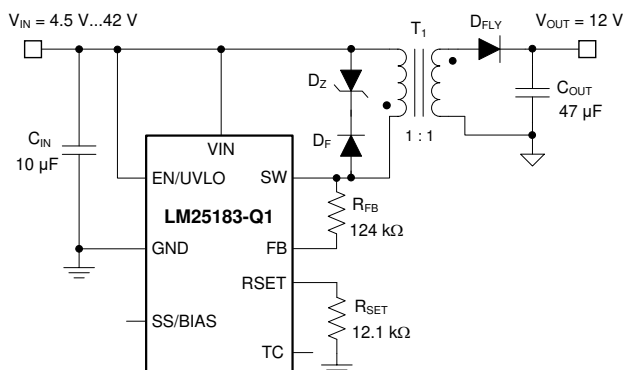 V_IN = 4.5 V...42 V
T₁
D_FLY
V_OUT = 12 V
D_Z
C_OUT
47 µF
D_F
1 : 1
C_IN
10 µF
VIN
EN/UVLO
SW
LM25183-Q1
R_FB
124 kΩ
GND
FB
RSET
SS/BIAS
R_SET
12.1 kΩ
TC